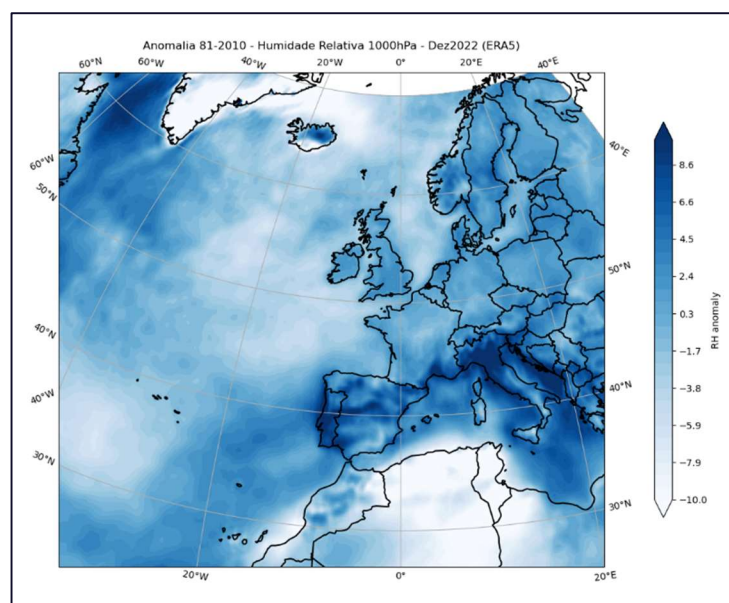 Anomalia 81-2010 - Humidade Relativa 1000hPa - Dez2022 (ERA5)
60°N 60°W 40°W 20°W 0° 20°E 40°E
60°W
50°N
40°N
40°W
30°N
40°E
50°N
40°N
30°N
20°W 0° 20°E
8.6
6.6
4.5
2.4
0.3
−1.7
−3.8
−5.9
−7.9
−10.0
RH anomaly